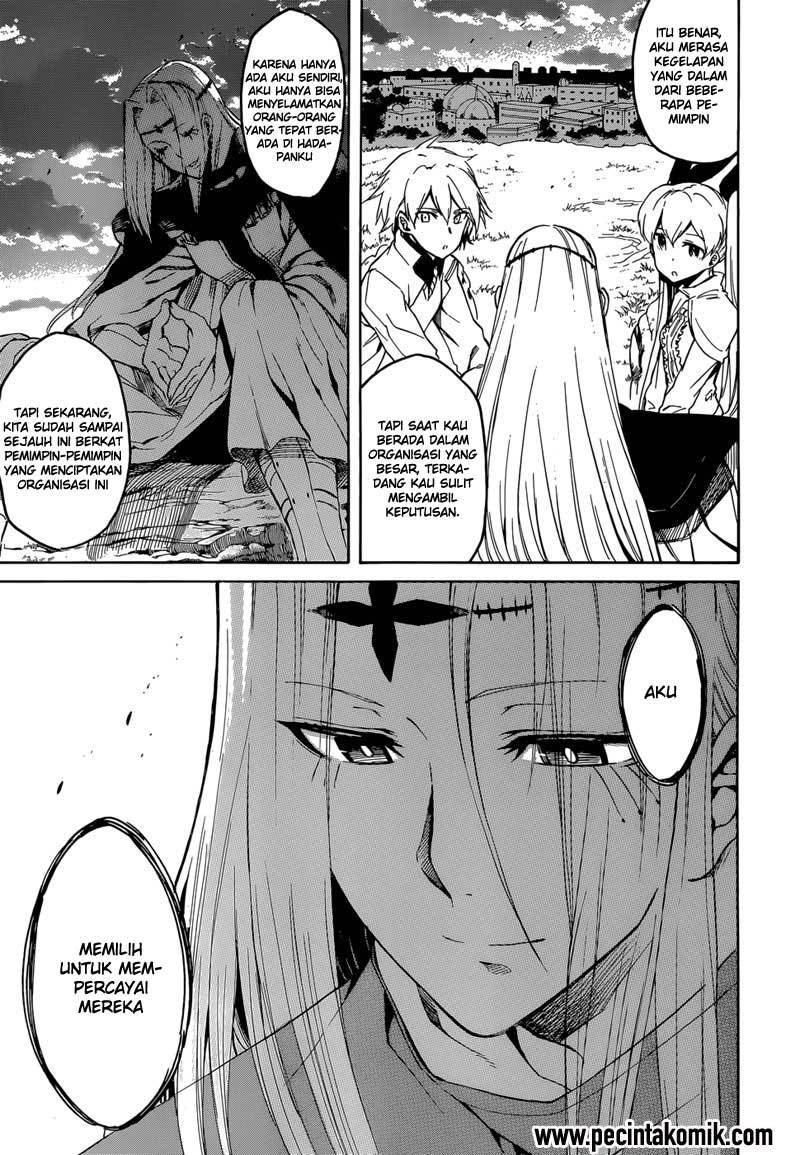 ITU BENAR,
AKU MERASA
KEGELAPAN
YANG DALAM
DARI BEBE-
RAPA PE-
MIMPIN
TAPI SAAT KAU
BERADA DALAM
ORGANISASI YANG
BESAR, TERKA-
DANG KAU SULIT
MENGAMBIL
KEPUTUSAN.
KARENA HANYA
ADA AKU SENDIRI,
AKU HANYA BISA
MENYELAMATKAN
ORANG-ORANG
YANG TEPAT BER-
ADA DI HADA-
PANKU
TAPI SEKARANG,
KITA SUDAH SAMPAI
SEJAUH INI BERKAT
PEMIMPIN-PEMIMPIN
YANG MENCIPTAKAN
ORGANISASI INI
AKU
MEMILIH
UNTUK MEM-
PERCAYAI
MEREKA
www.pecintakomik.com